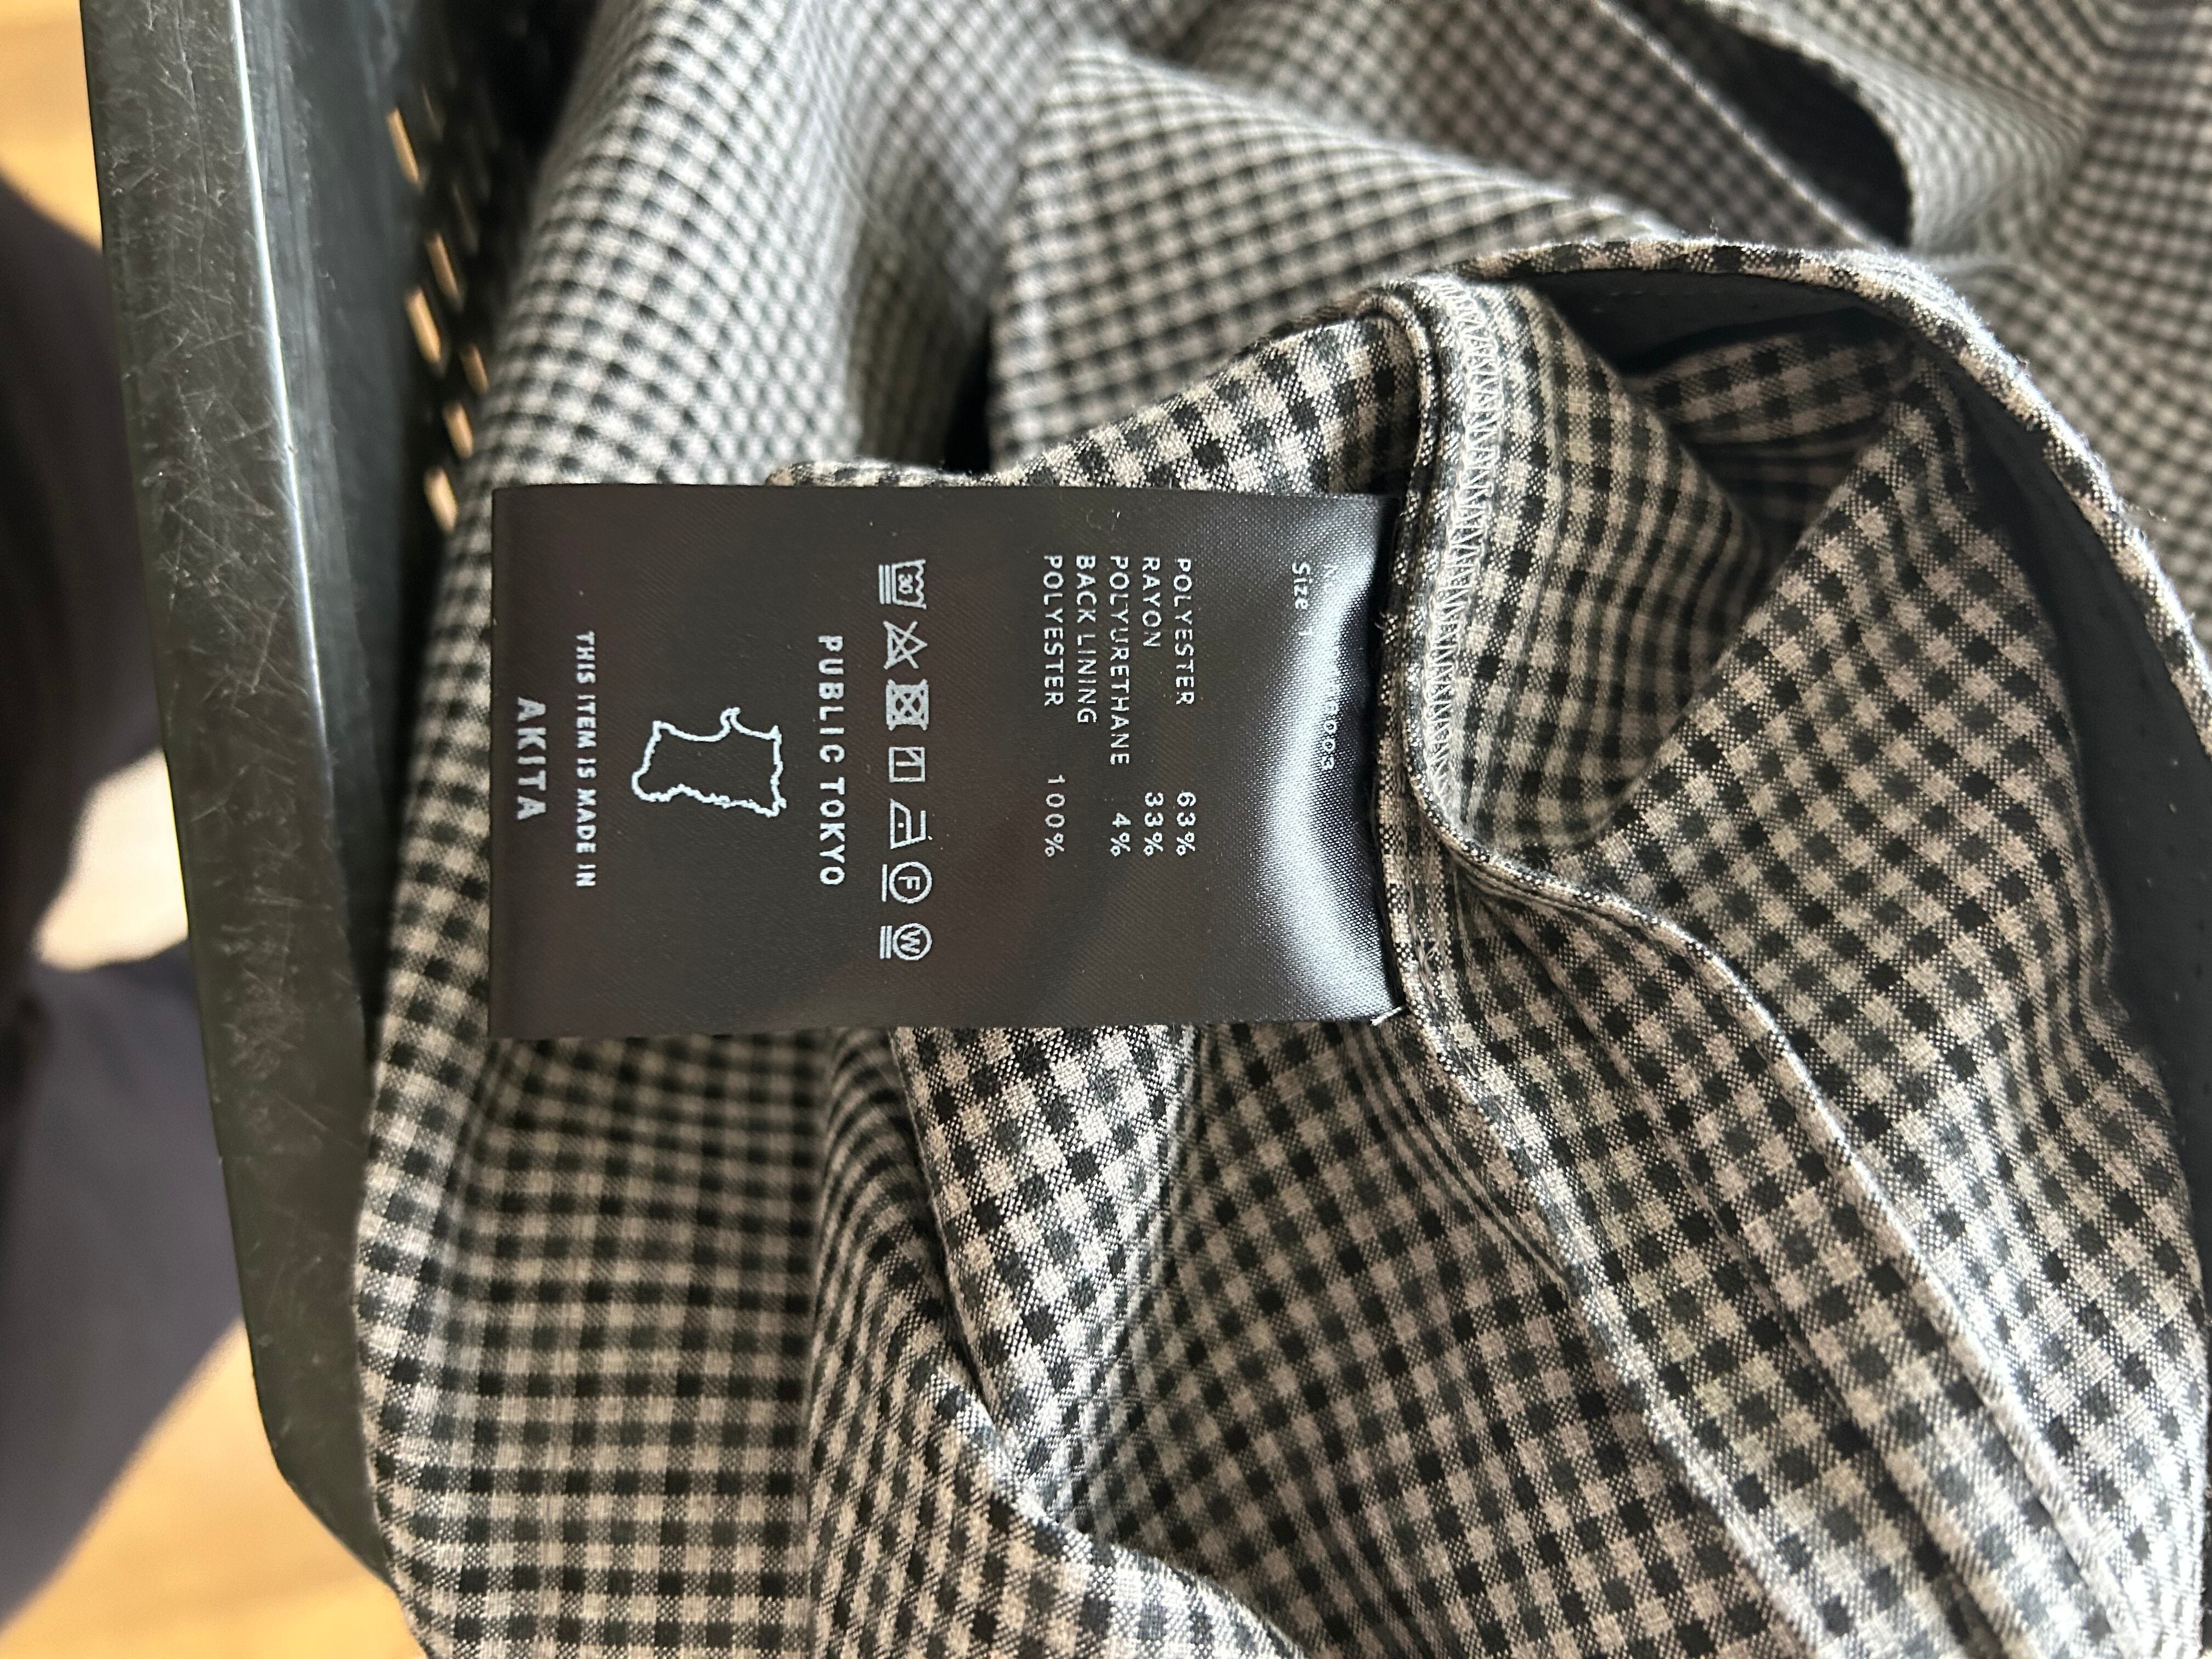 Size
POLYESTER 63%
RAYON 33%
POLYURETHANE 4%
BACK LINING
POLYESTER 100%
30
F
W
PUBLIC TOKYO
THIS ITEM IS MADE IN
AKITA